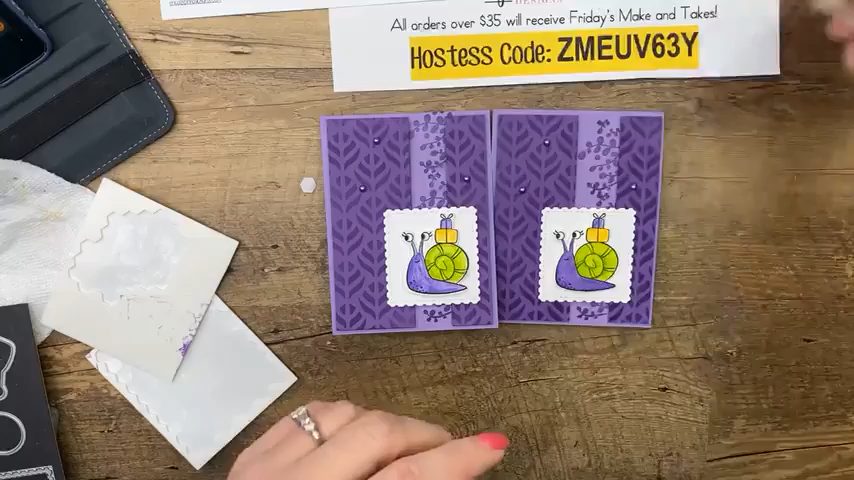 All orders over $35 will receive Friday's Make and Takes!
Hostess Code: ZMEUV63Y